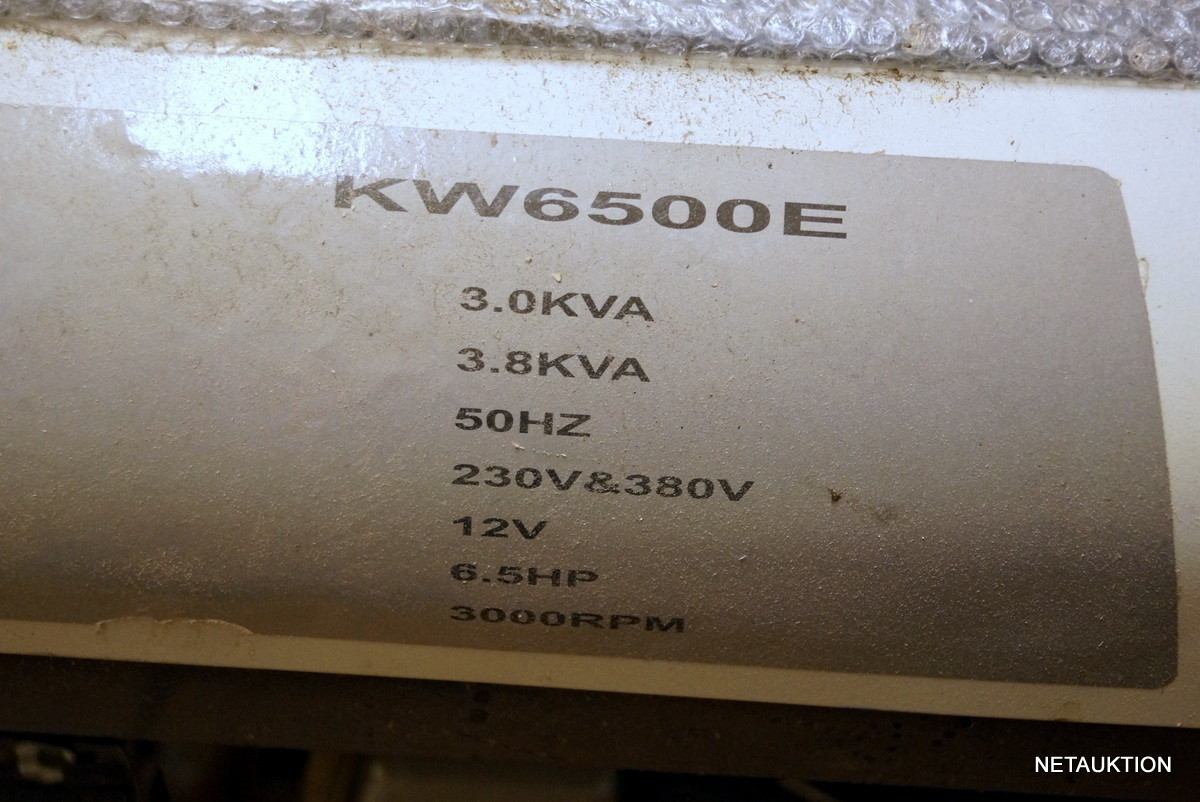 KW6500E
3.0KVA
3.8KVA
50HZ
230V&380V
12V
6.5HP
3000RPM
NETAUKTION